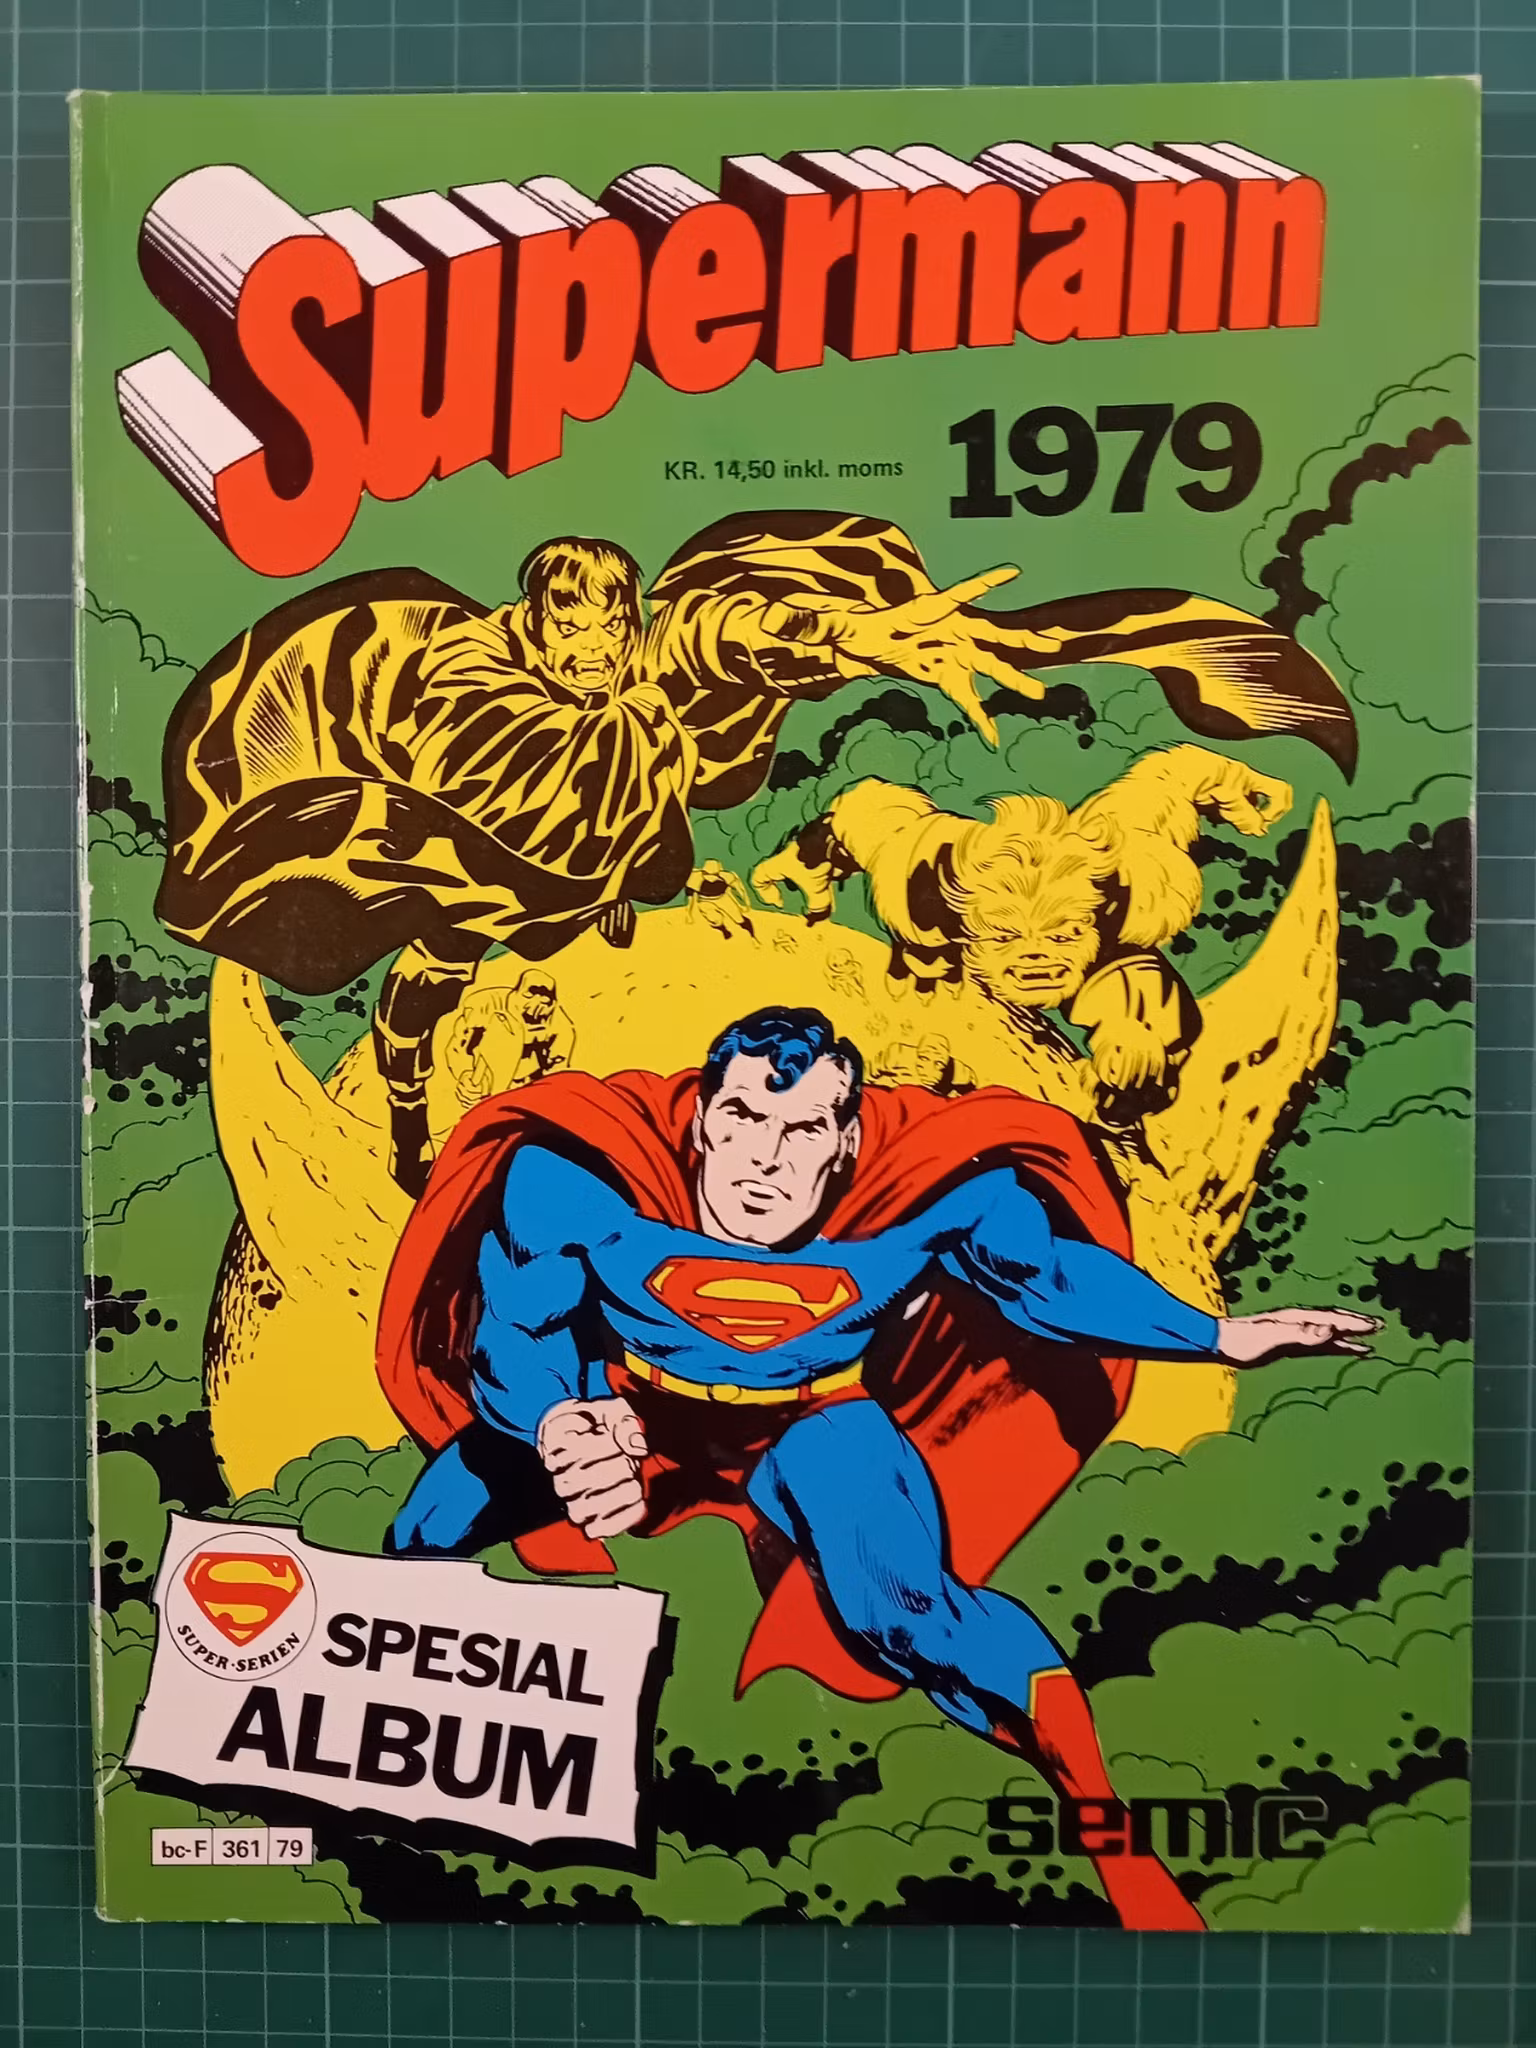 Supermann
KR. 14,50 inkl. moms
1979
SUPER-SERIEN
SPESIAL
ALBUM
bc-F 361 79
semic